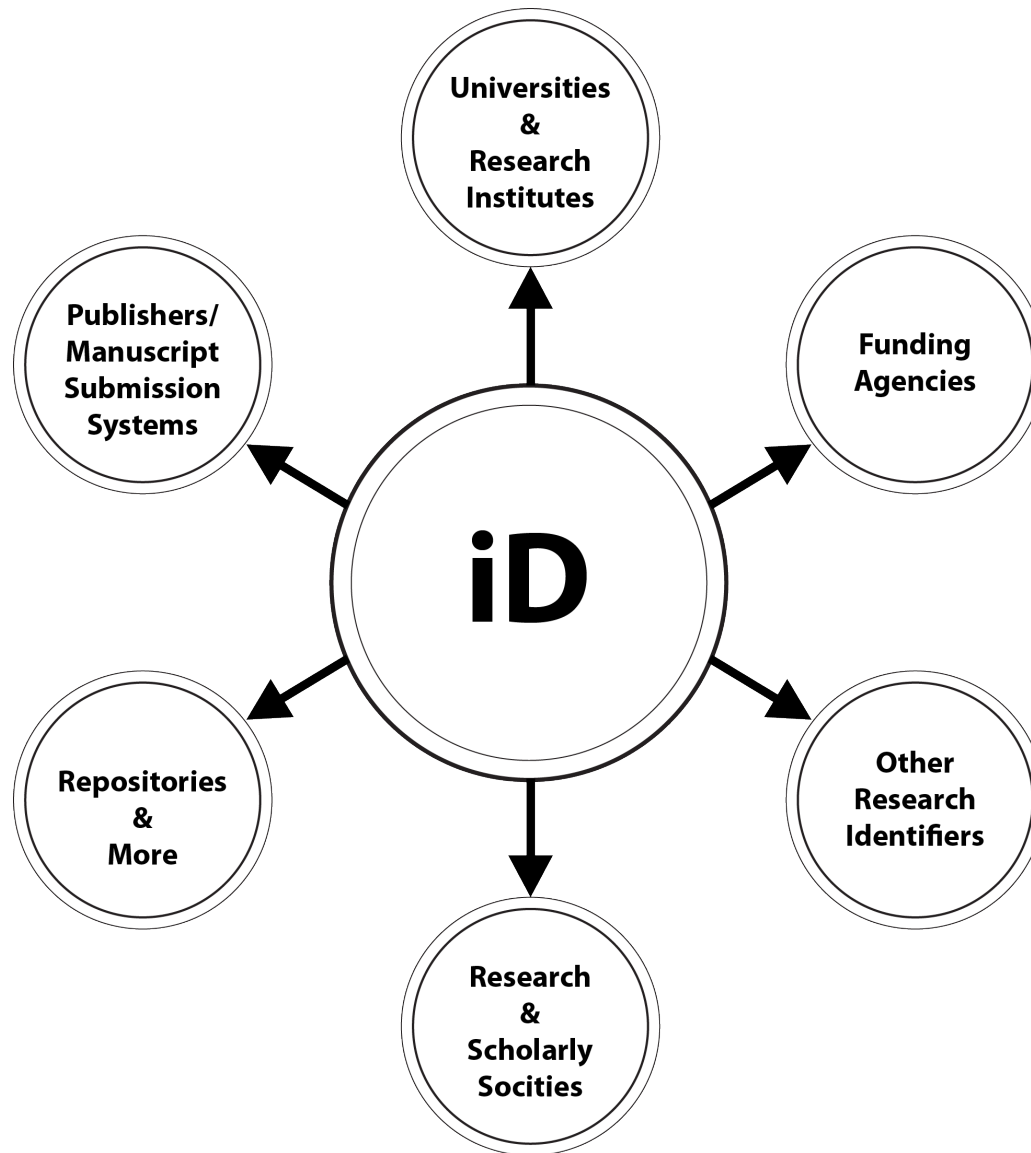 Universities
&
Research
Institutes
Publishers/
Manuscript
Submission
Systems
Funding
Agencies
iD
Repositories
&
More
Other
Research
Identifiers
Research
&
Scholarly
Socities